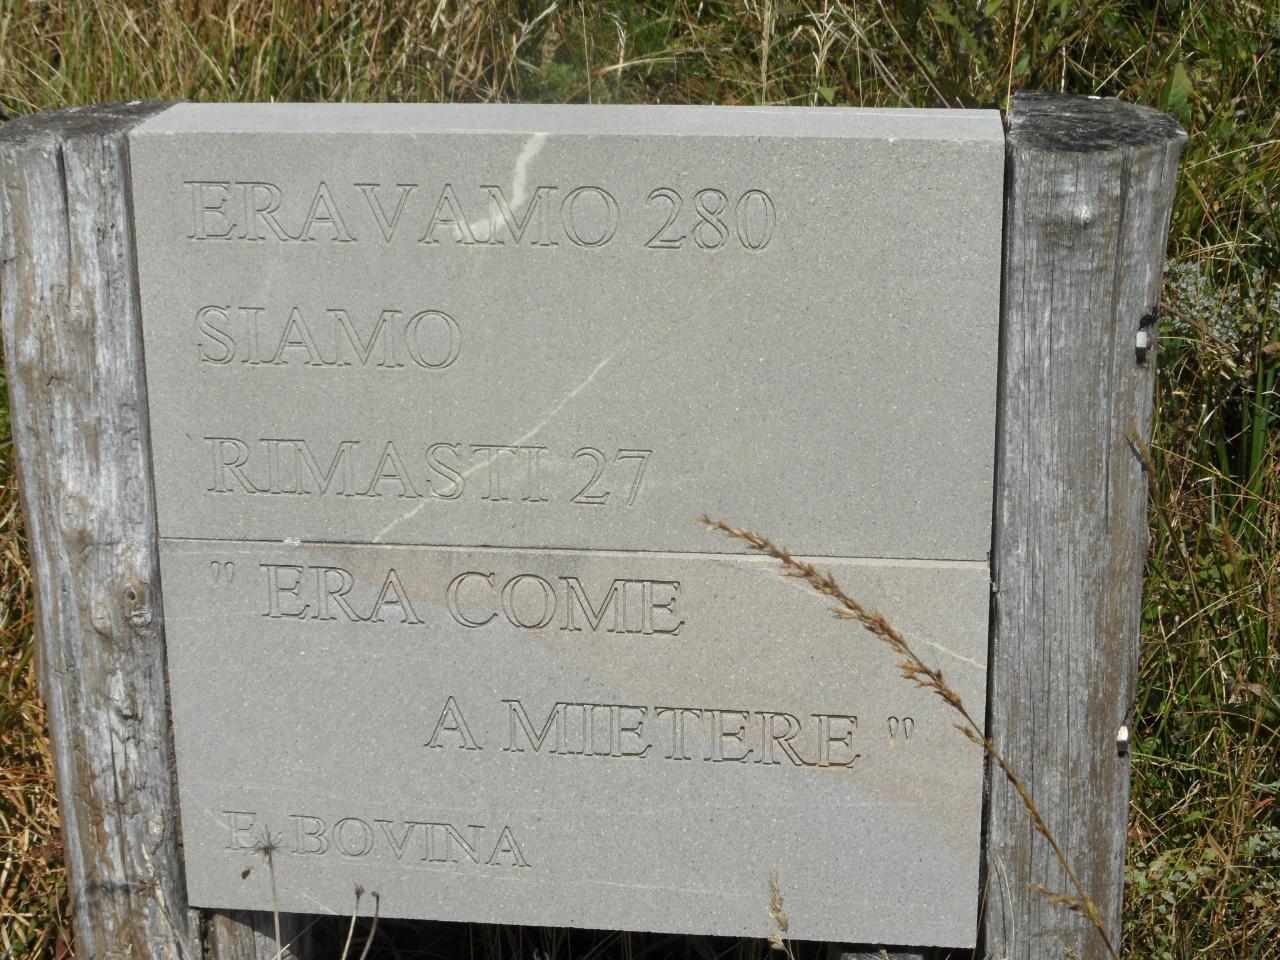 ERAVAMO 280
SIAMO
RIMASTI 27
" ERA COME
A MIETERE "
E. BOVINA